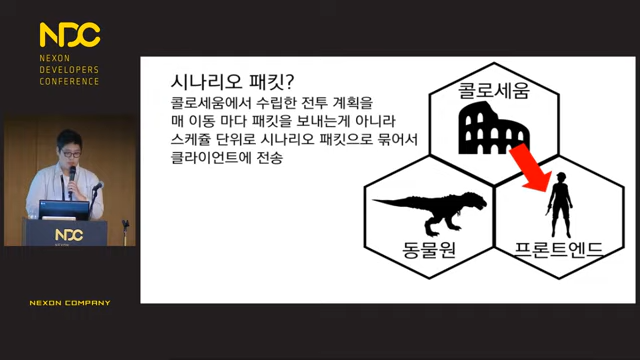 NDC
NEXON
DEVELOPERS
CONFERENCE
시나리오 패킷?
콜로세움에서 수립한 전투 계획을
매 이동 마다 패킷을 보내는게 아니라
스케쥴 단위로 시나리오 패킷으로 묶어서
클라이언트에 전송
콜로세움
동물원
프론트엔드
NDC
NEXON COMPANY